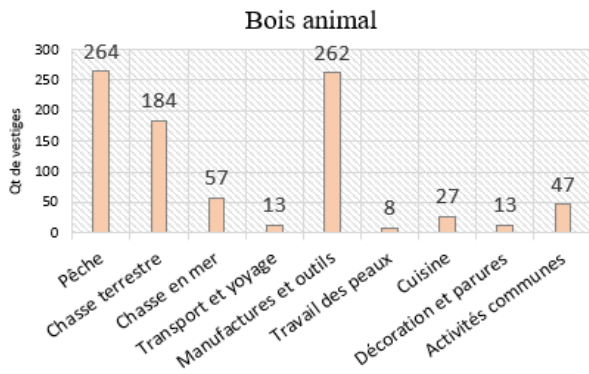 Bois animal
Qt de vestiges
300
250
200
150
100
50
0
264
184
57
13
262
8
27
13
47
Pêche
Chasse terrestre
Chasse en mer
Transport et voyage
Manufactures et outils
Travail des peaux
Cuisine
Décoration et parures
Activités communes